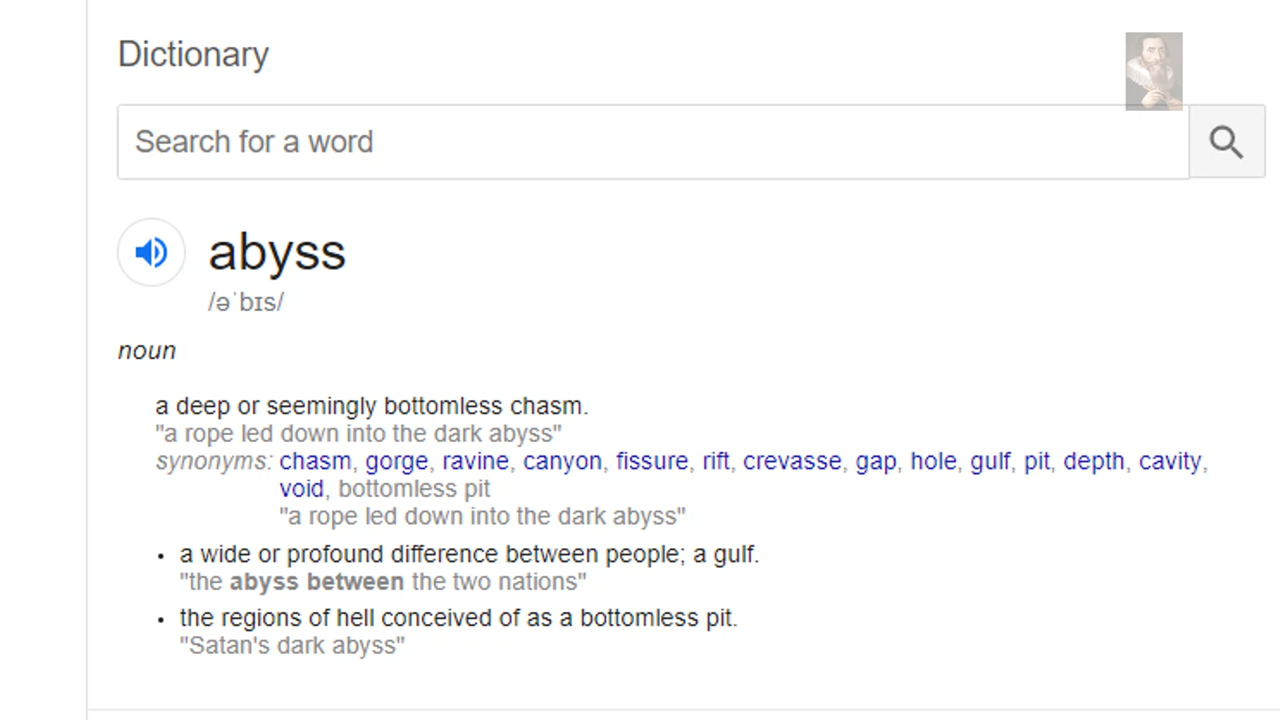 Dictionary
Search for a word
abyss
/əˈbɪs/
noun
a deep or seemingly bottomless chasm.
"a rope led down into the dark abyss"
synonyms: chasm, gorge, ravine, canyon, fissure, rift, crevasse, gap, hole, gulf, pit, depth, cavity,
void, bottomless pit
"a rope led down into the dark abyss"
• a wide or profound difference between people; a gulf.
"the abyss between the two nations"
• the regions of hell conceived of as a bottomless pit.
"Satan's dark abyss"